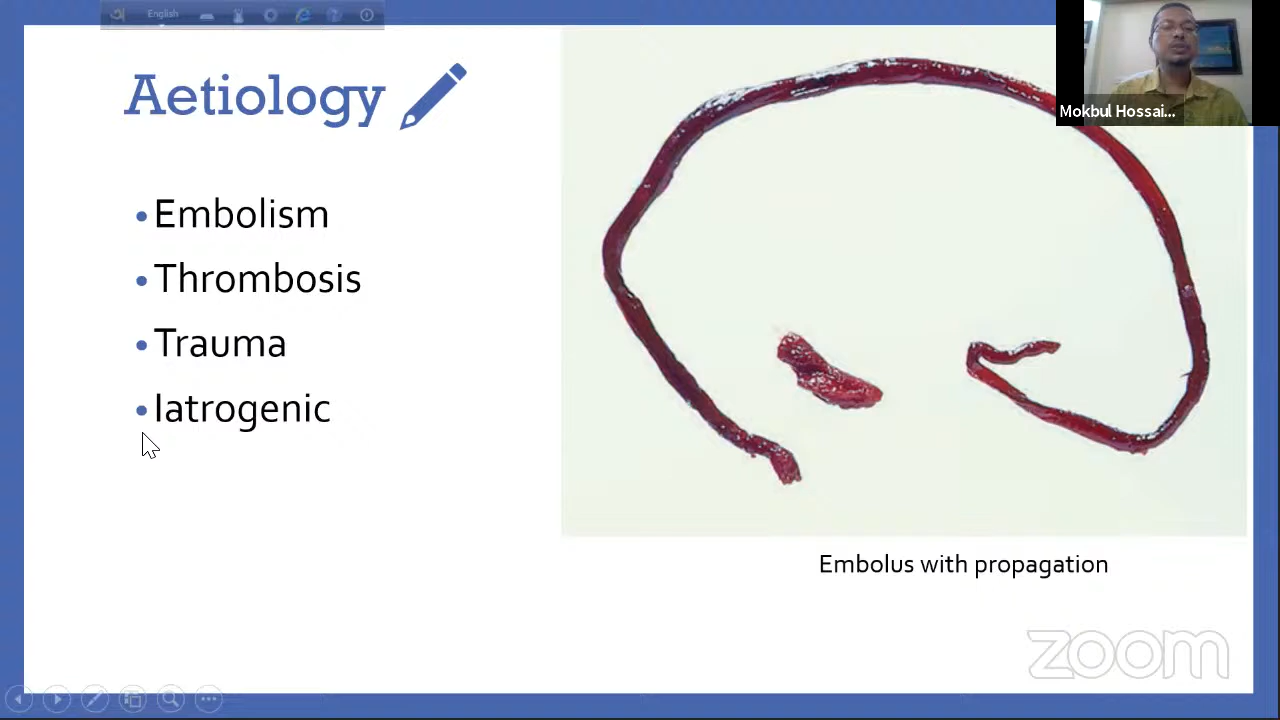 English
Aetiology
• Embolism
• Thrombosis
• Trauma
• Iatrogenic
Mokbul Hossai...
Embolus with propagation
zoom